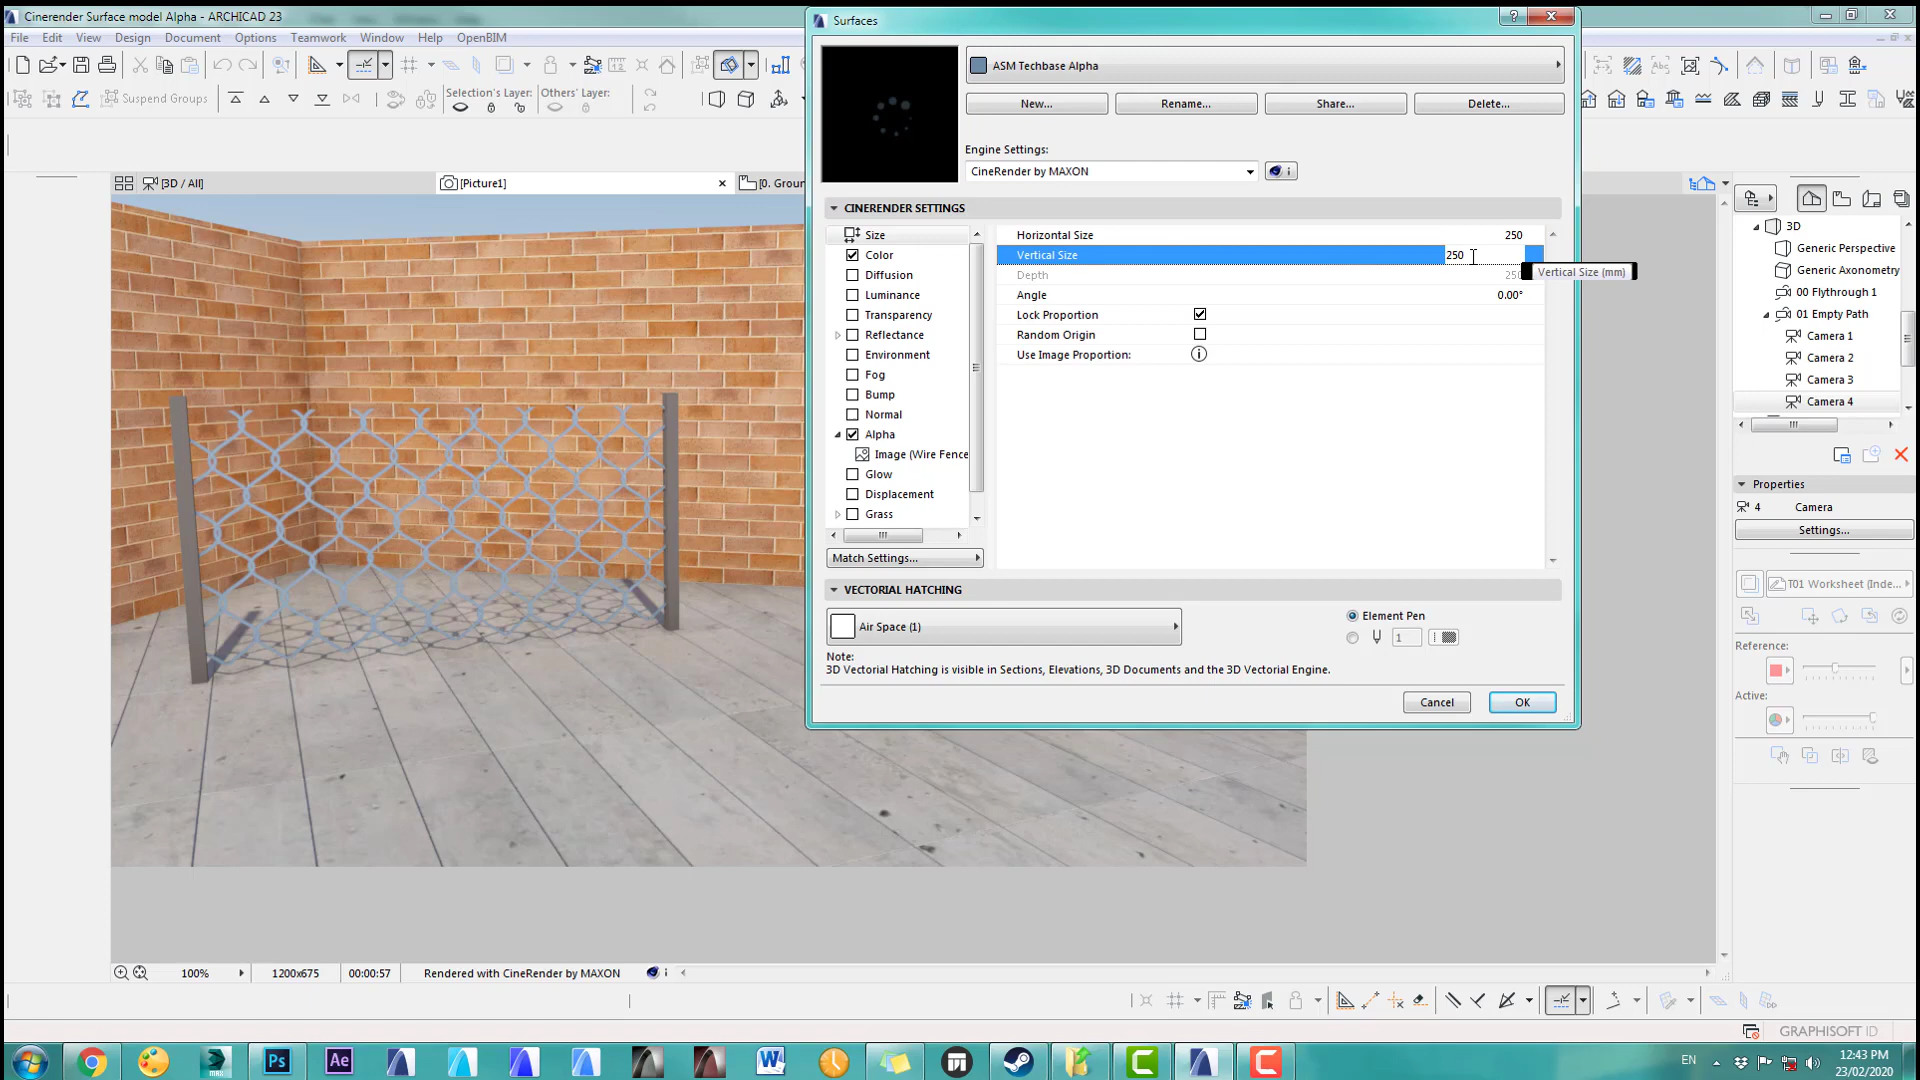 Cinerender Surface model Alpha - ARCHICAD 23
File Edit View Design Document Options Teamwork Window Help OpenBIM
Suspend Groups
Selection's Layer:
Others' Layer:
[3D / All]
[Picture1]
[0. Groun
Surfaces
ASM Techbase Alpha
New...
Rename...
Share...
Delete...
Engine Settings:
CineRender by MAXON
CINERENDER SETTINGS
Size
Color
Diffusion
Luminance
Transparency
Reflectance
Environment
Fog
Bump
Normal
Alpha
Image (Wire Fence
Glow
Displacement
Grass
Match Settings...
Horizontal Size 250
Vertical Size 250
Vertical Size (mm)
Depth 250
Angle 0.00°
Lock Proportion
Random Origin
Use Image Proportion:
VECTORIAL HATCHING
Air Space (1)
Element Pen
1
Note:
3D Vectorial Hatching is visible in Sections, Elevations, 3D Documents and the 3D Vectorial Engine.
Cancel
OK
3D
Generic Perspective
Generic Axonometry
00 Flythrough 1
01 Empty Path
Camera 1
Camera 2
Camera 3
Camera 4
Properties
4 Camera
Settings...
T01 Worksheet (Inde...
Reference:
Active:
100%
1200x675
00:00:57
Rendered with CineRender by MAXON
GRAPHISOFT ID
EN
12:43 PM
23/02/2020